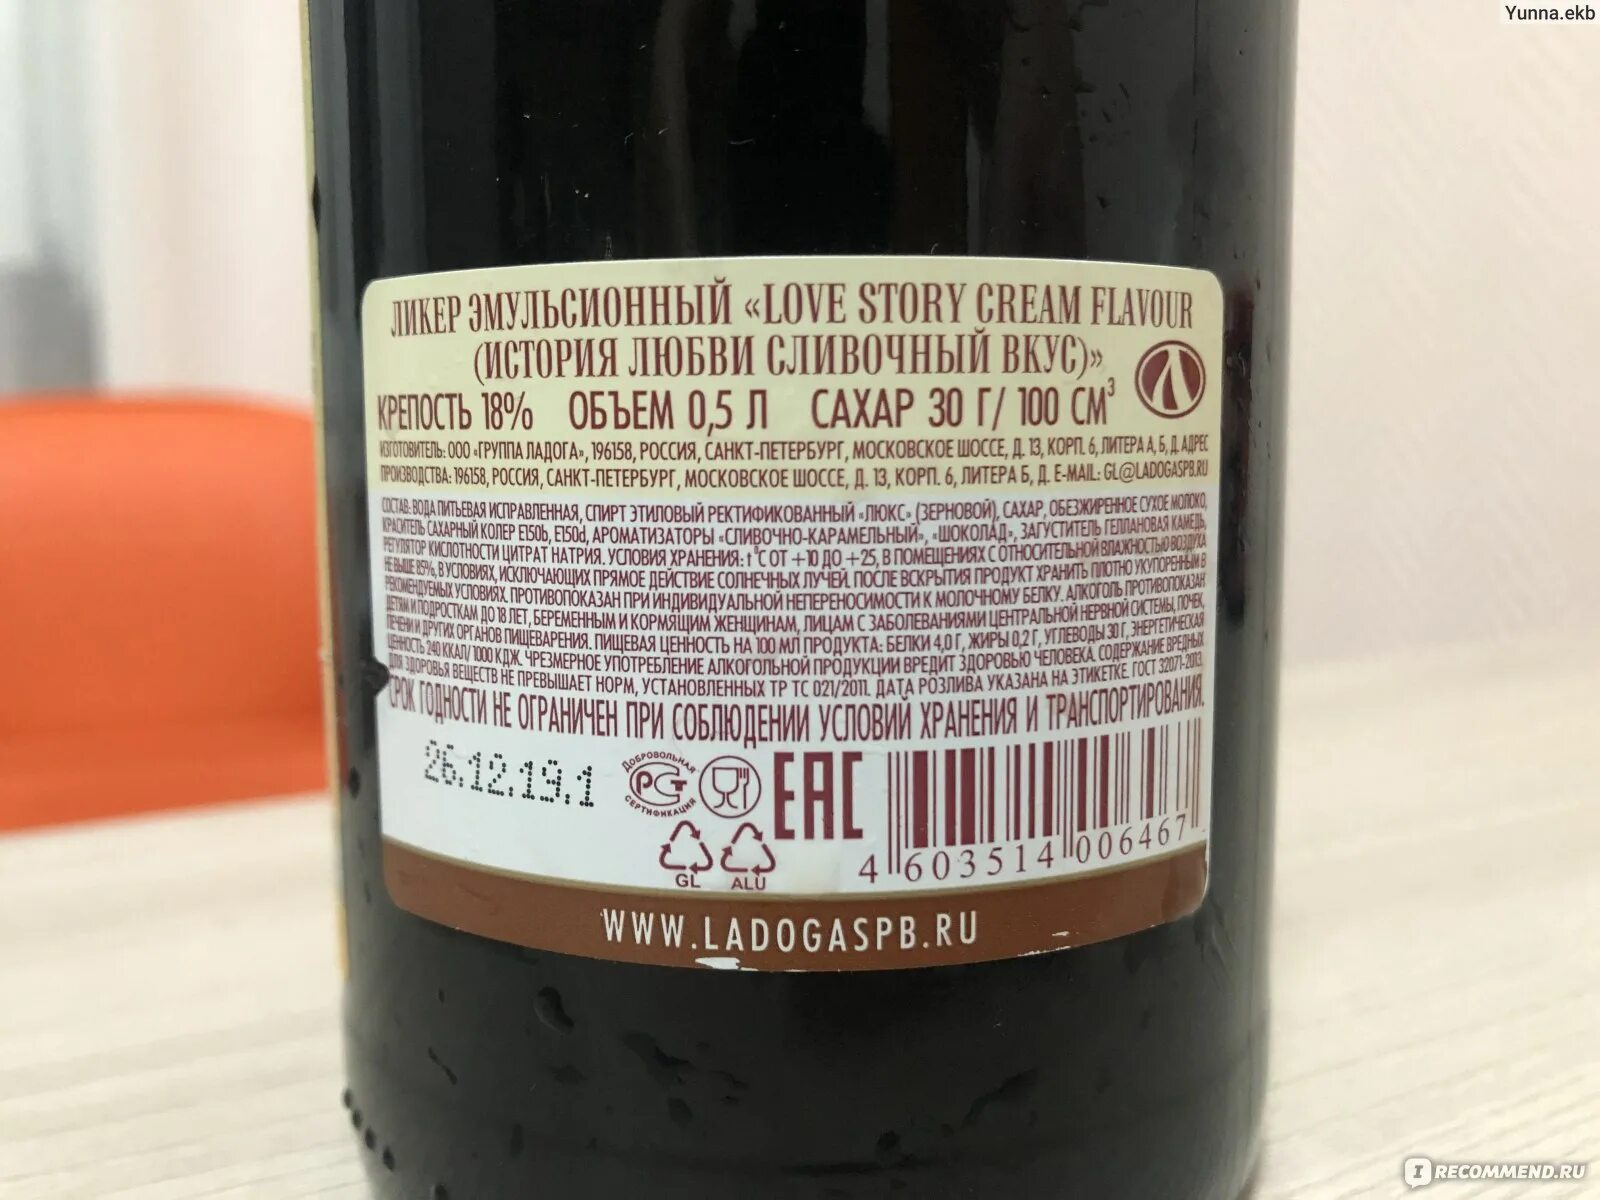 Yunna.ekb
ЛИКЕР ЭМУЛЬСИОННЫЙ «LOVE STORY CREAM FLAVOUR
(ИСТОРИЯ ЛЮБВИ СЛИВОЧНЫЙ ВКУС)»
КРЕПОСТЬ 18% ОБЪЕМ 0,5 Л САХАР 30 Г/ 100 СМ³
ИЗГОТОВИТЕЛЬ: ООО «ГРУППА ЛАДОГА», 196158, РОССИЯ, САНКТ-ПЕТЕРБУРГ, МОСКОВСКОЕ ШОССЕ, Д. 13, КОРП. 6, ЛИТЕРА А, Б, Д. АДРЕС
ПРОИЗВОДСТВА: 196158, РОССИЯ, САНКТ-ПЕТЕРБУРГ, МОСКОВСКОЕ ШОССЕ, Д. 13, КОРП. 6, ЛИТЕРА Б, Д. E-MAIL: GL@LADOGASPB.RU
СОСТАВ: ВОДА ПИТЬЕВАЯ ИСПРАВЛЕННАЯ, СПИРТ ЭТИЛОВЫЙ РЕКТИФИКОВАННЫЙ «ЛЮКС» (ЗЕРНОВОЙ), САХАР, ОБЕЗЖИРЕННОЕ СУХОЕ МОЛОКО,
КРАСИТЕЛЬ САХАРНЫЙ КОЛЕР E150b, E150d, АРОМАТИЗАТОРЫ «СЛИВОЧНО-КАРАМЕЛЬНЫЙ», «ШОКОЛАД», ЗАГУСТИТЕЛЬ ГЕЛЛАНОВАЯ КАМЕДЬ,
РЕГУЛЯТОР КИСЛОТНОСТИ ЦИТРАТ НАТРИЯ. УСЛОВИЯ ХРАНЕНИЯ: t°С ОТ +10 ДО +25, В ПОМЕЩЕНИЯХ С ОТНОСИТЕЛЬНОЙ ВЛАЖНОСТЬЮ ВОЗДУХА
НЕ ВЫШЕ 85%, В УСЛОВИЯХ, ИСКЛЮЧАЮЩИХ ПРЯМОЕ ДЕЙСТВИЕ СОЛНЕЧНЫХ ЛУЧЕЙ. ПОСЛЕ ВСКРЫТИЯ ПРОДУКТ ХРАНИТЬ ПЛОТНО УКУПОРЕННЫМ В
РЕКОМЕНДУЕМЫХ УСЛОВИЯХ. ПРОТИВОПОКАЗАН ПРИ ИНДИВИДУАЛЬНОЙ НЕПЕРЕНОСИМОСТИ К МОЛОЧНОМУ БЕЛКУ. АЛКОГОЛЬ ПРОТИВОПОКАЗАН
ДЕТЯМ И ПОДРОСТКАМ ДО 18 ЛЕТ, БЕРЕМЕННЫМ И КОРМЯЩИМ ЖЕНЩИНАМ, ЛИЦАМ С ЗАБОЛЕВАНИЯМИ ЦЕНТРАЛЬНОЙ НЕРВНОЙ СИСТЕМЫ, ПОЧЕК,
ПЕЧЕНИ И ДРУГИХ ОРГАНОВ ПИЩЕВАРЕНИЯ. ПИЩЕВАЯ ЦЕННОСТЬ НА 100 МЛ ПРОДУКТА: БЕЛКИ 4,0 Г, ЖИРЫ 0,2 Г, УГЛЕВОДЫ 30 Г, ЭНЕРГЕТИЧЕСКАЯ
ЦЕННОСТЬ 240 ККАЛ/ 1000 КДЖ. ЧРЕЗМЕРНОЕ УПОТРЕБЛЕНИЕ АЛКОГОЛЬНОЙ ПРОДУКЦИИ ВРЕДИТ ЗДОРОВЬЮ ЧЕЛОВЕКА. СОДЕРЖАНИЕ ВРЕДНЫХ
ДЛЯ ЗДОРОВЬЯ ВЕЩЕСТВ НЕ ПРЕВЫШАЕТ НОРМ, УСТАНОВЛЕННЫХ ТР ТС 021/2011. ДАТА РОЗЛИВА УКАЗАНА НА ЭТИКЕТКЕ. ГОСТ 32071-2013.
СРОК ГОДНОСТИ НЕ ОГРАНИЧЕН ПРИ СОБЛЮДЕНИИ УСЛОВИЙ ХРАНЕНИЯ И ТРАНСПОРТИРОВАНИЯ.
26.12.19.1
ДОБРОВОЛЬНАЯ
РСТ
СЕРТИФИКАЦИЯ
EAC
GL ALU
4 603514 006467
WWW.LADOGASPB.RU
IRECOMMEND.RU